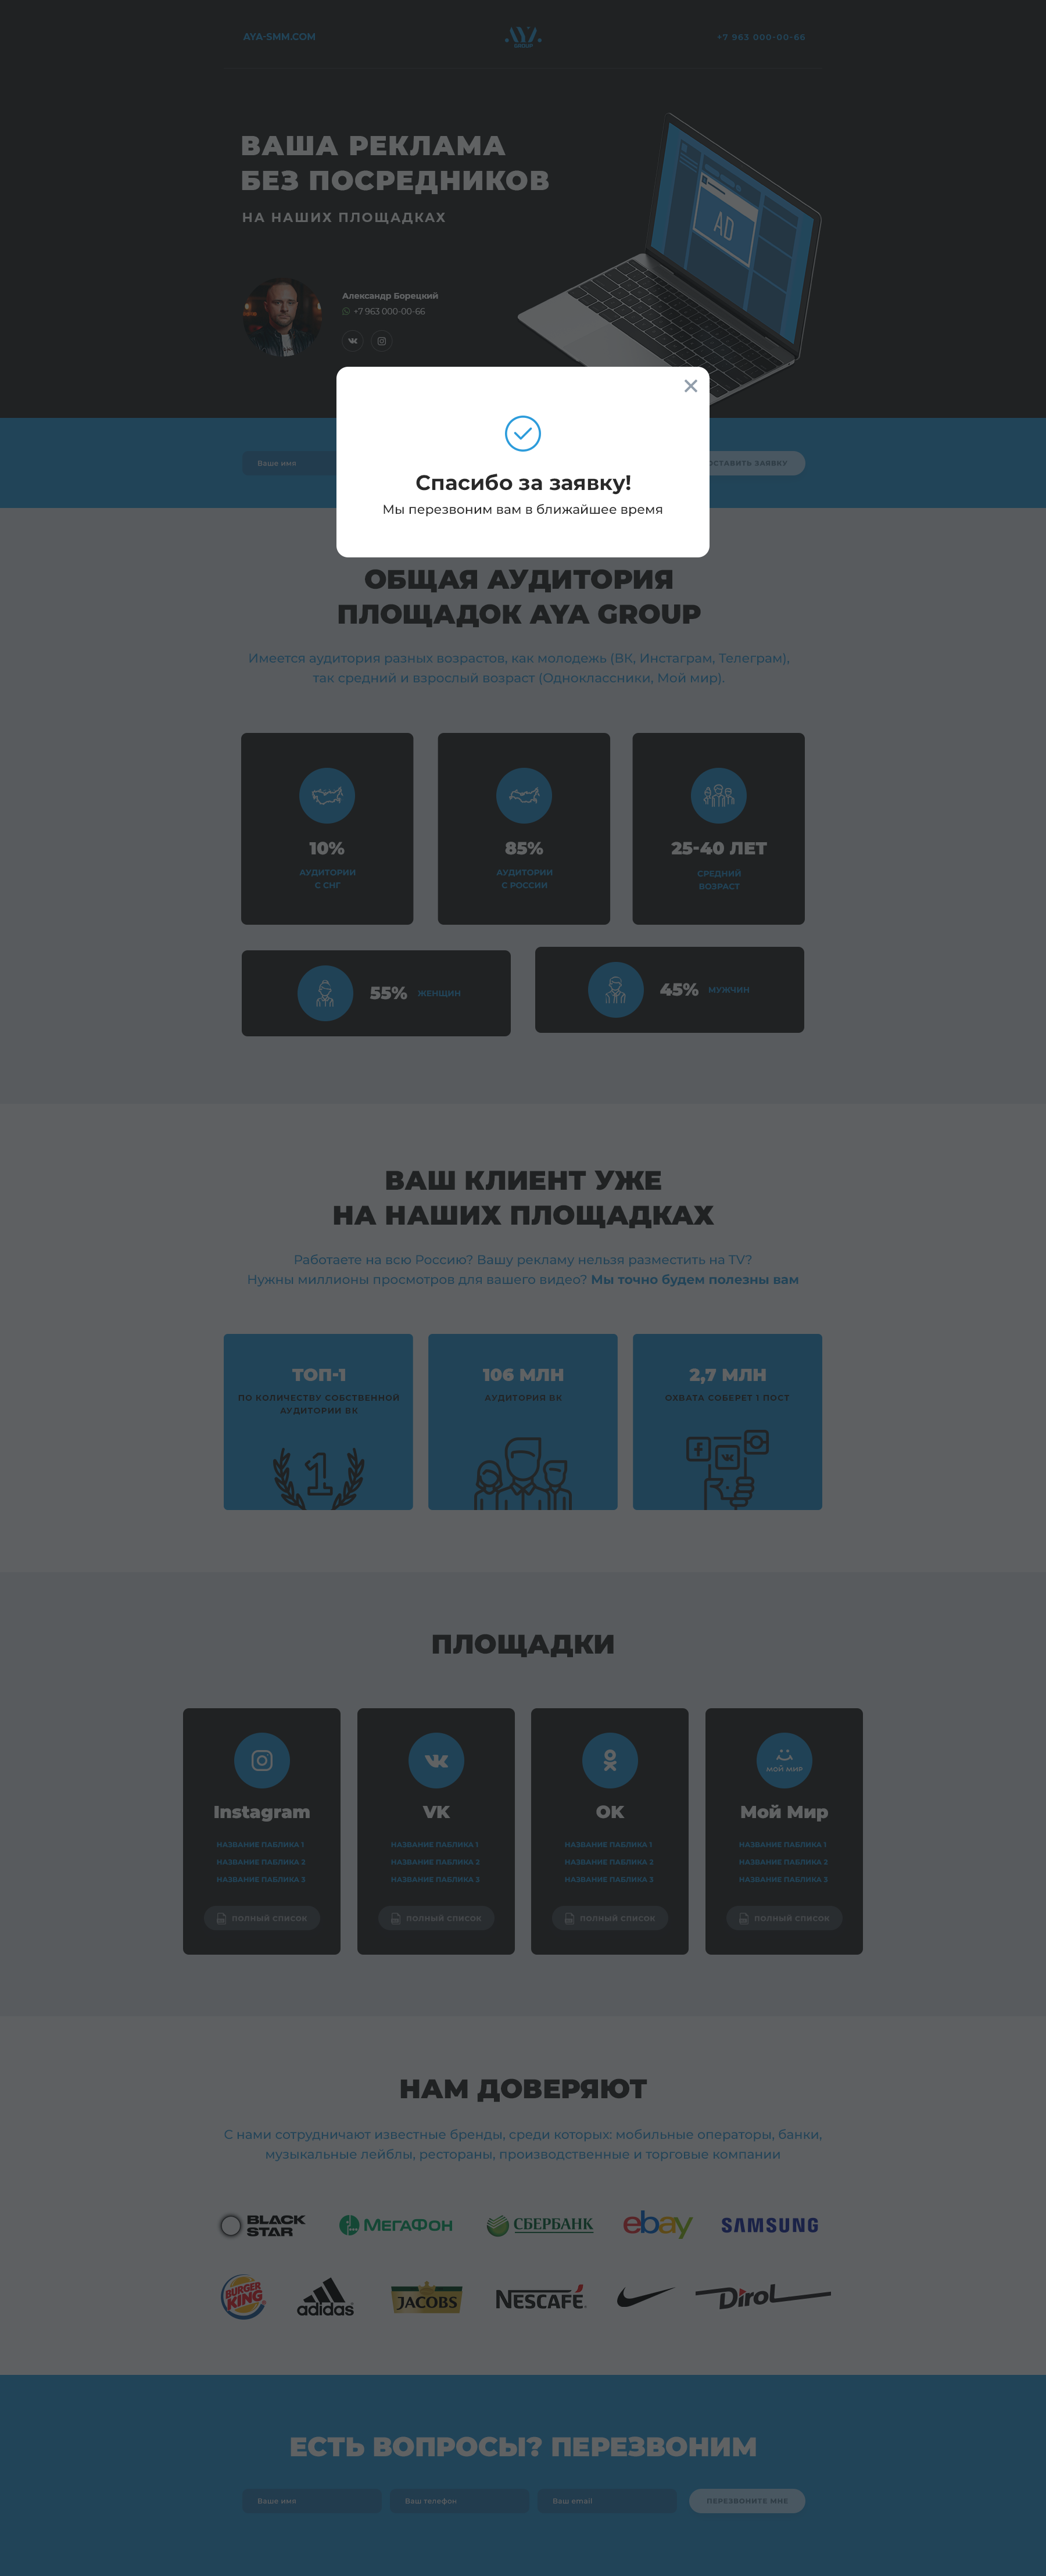 AYA-SMM.COM
AYA
GROUP
+7 963 000-00-66
ВАША РЕКЛАМА
БЕЗ ПОСРЕДНИКОВ
НА НАШИХ ПЛОЩАДКАХ
AD
Александр Борецкий
+7 963 000-00-66
Ваше имя
ОСТАВИТЬ ЗАЯВКУ
Спасибо за заявку!
Мы перезвоним вам в ближайшее время
ОБЩАЯ АУДИТОРИЯ
ПЛОЩАДОК AYA GROUP
Имеется аудитория разных возрастов, как молодежь (ВК, Инстаграм, Телеграм),
так средний и взрослый возраст (Одноклассники, Мой мир).
10%
АУДИТОРИИ
С СНГ
85%
АУДИТОРИИ
С РОССИИ
25-40 ЛЕТ
СРЕДНИЙ
ВОЗРАСТ
55% ЖЕНЩИН
45% МУЖЧИН
ВАШ КЛИЕНТ УЖЕ
НА НАШИХ ПЛОЩАДКАХ
Работаете на всю Россию? Вашу рекламу нельзя разместить на TV?
Нужны миллионы просмотров для вашего видео? Мы точно будем полезны вам
ТОП-1
ПО КОЛИЧЕСТВУ СОБСТВЕННОЙ
АУДИТОРИИ ВК
1
106 МЛН
АУДИТОРИЯ ВК
2,7 МЛН
ОХВАТА СОБЕРЕТ 1 ПОСТ
ПЛОЩАДКИ
Instagram
НАЗВАНИЕ ПАБЛИКА 1
НАЗВАНИЕ ПАБЛИКА 2
НАЗВАНИЕ ПАБЛИКА 3
ПОЛНЫЙ СПИСОК
VK
НАЗВАНИЕ ПАБЛИКА 1
НАЗВАНИЕ ПАБЛИКА 2
НАЗВАНИЕ ПАБЛИКА 3
ПОЛНЫЙ СПИСОК
OK
НАЗВАНИЕ ПАБЛИКА 1
НАЗВАНИЕ ПАБЛИКА 2
НАЗВАНИЕ ПАБЛИКА 3
ПОЛНЫЙ СПИСОК
МОЙ МИР
Мой Мир
НАЗВАНИЕ ПАБЛИКА 1
НАЗВАНИЕ ПАБЛИКА 2
НАЗВАНИЕ ПАБЛИКА 3
ПОЛНЫЙ СПИСОК
НАМ ДОВЕРЯЮТ
С нами сотрудничают известные бренды, среди которых: мобильные операторы, банки,
музыкальные лейблы, рестораны, производственные и торговые компании
BLACK
STAR
МЕГАФОН
СБЕРБАНК
ebay
SAMSUNG
BURGER
KING
adidas
JACOBS
NESCAFÉ
Dirol
ЕСТЬ ВОПРОСЫ? ПЕРЕЗВОНИМ
Ваше имя
Ваш телефон
Ваш email
ПЕРЕЗВОНИТЕ МНЕ